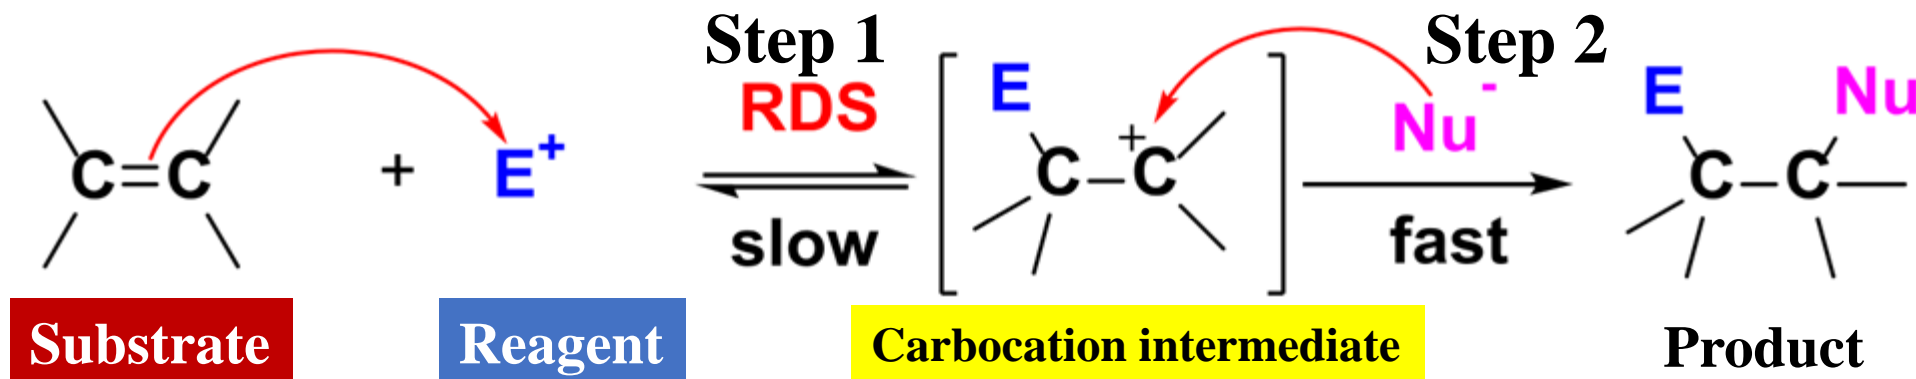 Step 1
RDS
slow
Step 2
Nu-
fast
C=C + E+
E
C–C+
E Nu
C–C
Substrate
Reagent
Carbocation intermediate
Product